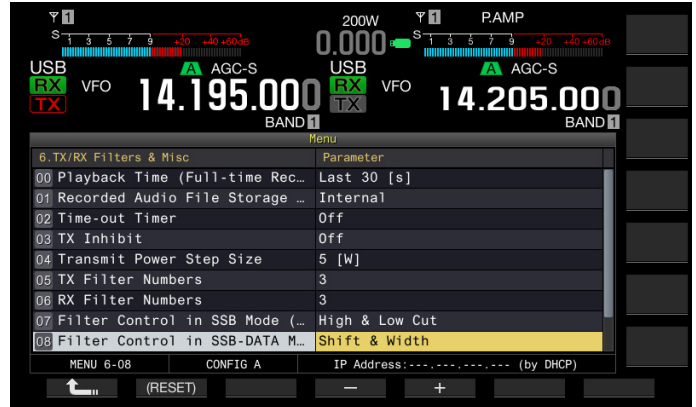 1 200W 1 P.AMP
S 1 3 5 7 9 +20 +40 +60dB 0.000 S 1 3 5 7 9 +20 +40 +60dB
USB A AGC-S USB A AGC-S
RX VFO 14.195.000 RX VFO 14.205.000
TX TX
BAND 1 BAND 1
Menu
6.TX/RX Filters & Misc Parameter
00 Playback Time (Full-time Rec… Last 30 [s]
01 Recorded Audio File Storage … Internal
02 Time-out Timer Off
03 TX Inhibit Off
04 Transmit Power Step Size 5 [W]
05 TX Filter Numbers 3
06 RX Filter Numbers 3
07 Filter Control in SSB Mode (… High & Low Cut
08 Filter Control in SSB-DATA M… Shift & Width
MENU 6-08 CONFIG A IP Address:---.---.---.--- (by DHCP)
(RESET) － +